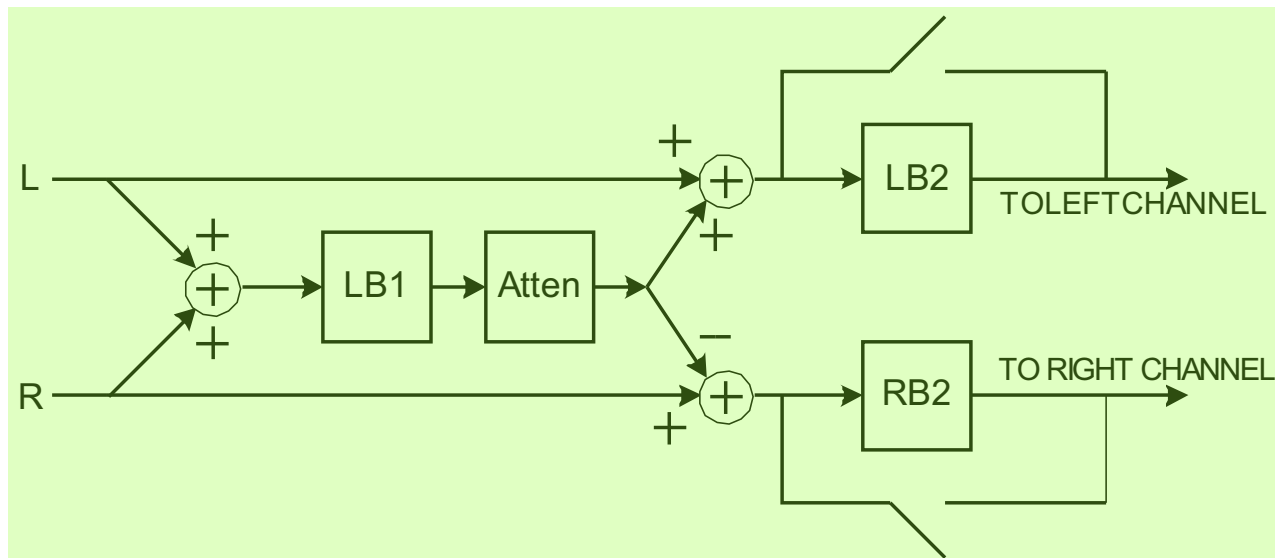 +
L
+
LB2
TOLEFTCHANNEL
+
+
+
LB1
Atten
+
+
−
R
+
RB2
TO RIGHT CHANNEL
+